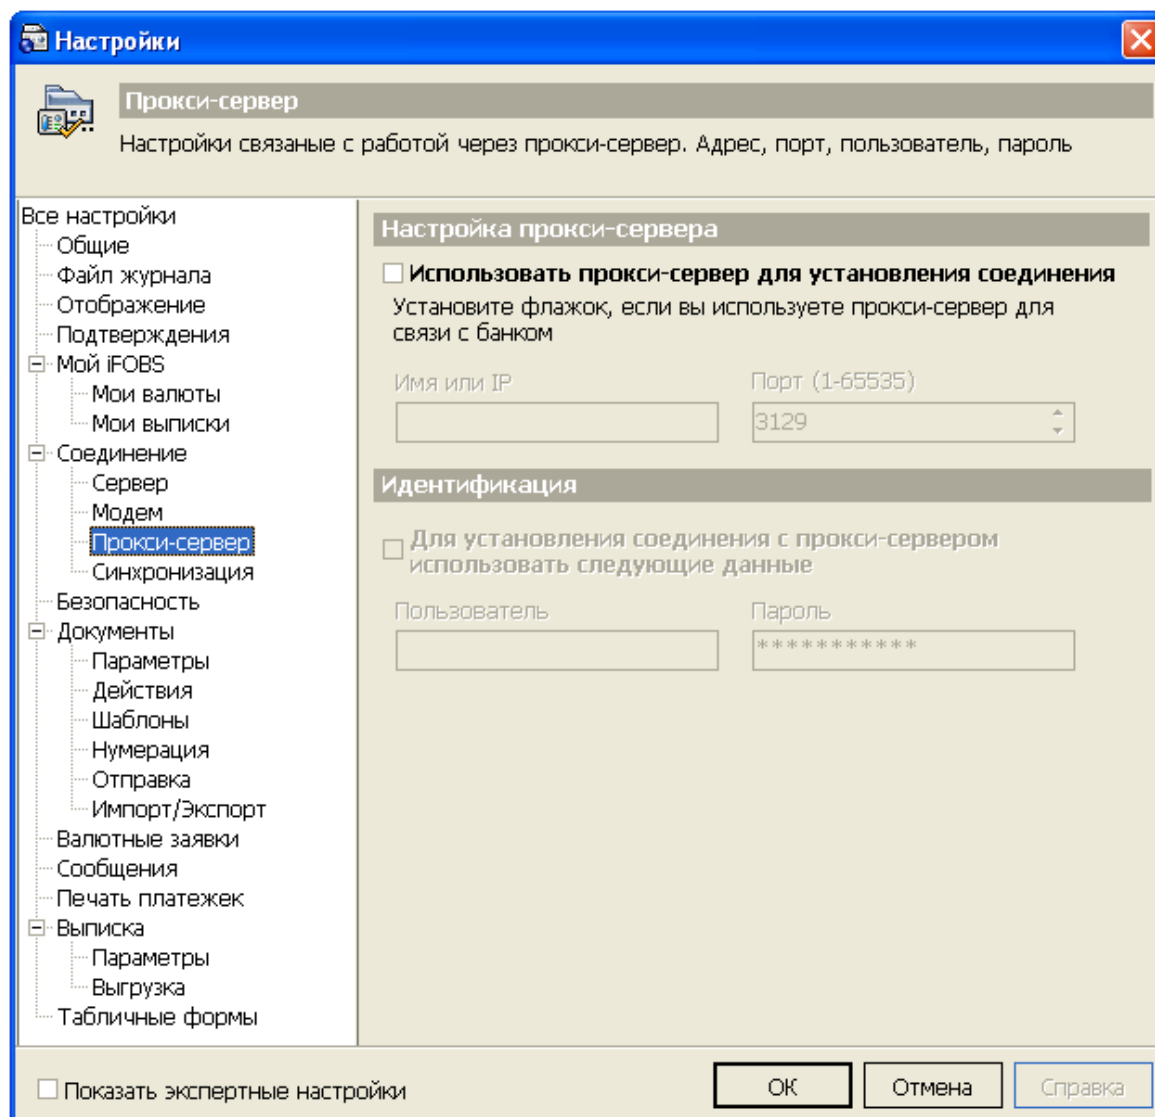 Настройки
Прокси-сервер
Настройки связаные с работой через прокси-сервер. Адрес, порт, пользователь, пароль
Все настройки
Общие
Файл журнала
Отображение
Подтверждения
Мой iFOBS
Мои валюты
Мои выписки
Соединение
Сервер
Модем
Прокси-сервер
Синхронизация
Безопасность
Документы
Параметры
Действия
Шаблоны
Нумерация
Отправка
Импорт/Экспорт
Валютные заявки
Сообщения
Печать платежек
Выписка
Параметры
Выгрузка
Табличные формы
Настройка прокси-сервера
Использовать прокси-сервер для установления соединения
Установите флажок, если вы используете прокси-сервер для
связи с банком
Имя или IP
Порт (1-65535)
3129
Идентификация
Для установления соединения с прокси-сервером
использовать следующие данные
Пользователь
Пароль
***********
Показать экспертные настройки
ОК
Отмена
Справка